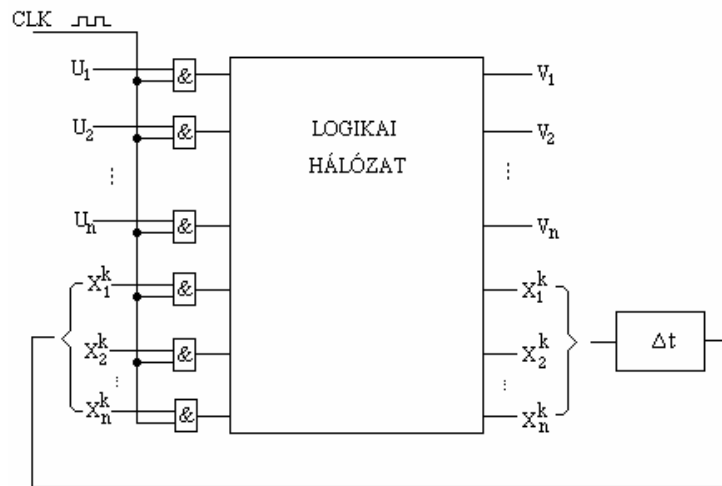 CLK
U₁ & V₁
U₂ & LOGIKAI V₂
HÁLÓZAT
Uₙ & Vₙ
X₁ᵏ & X₁ᵏ
Δt
X₂ᵏ & X₂ᵏ
Xₙᵏ & Xₙᵏ